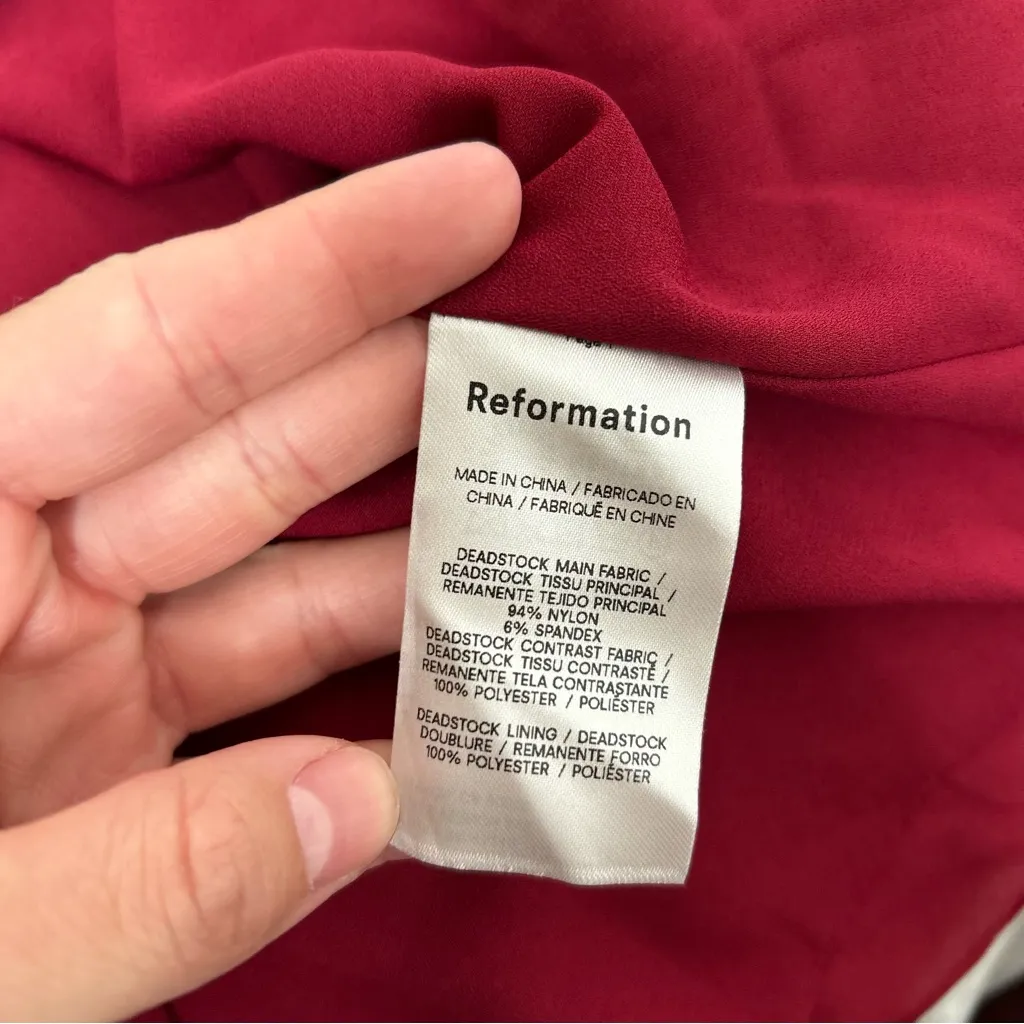 Reformation
MADE IN CHINA / FABRICADO EN
CHINA / FABRIQUÉ EN CHINE
DEADSTOCK MAIN FABRIC /
DEADSTOCK TISSU PRINCIPAL /
REMANENTE TEJIDO PRINCIPAL
94% NYLON
6% SPANDEX
DEADSTOCK CONTRAST FABRIC /
DEADSTOCK TISSU CONTRASTÉ /
REMANENTE TELA CONTRASTANTE
100% POLYESTER / POLIÉSTER
DEADSTOCK LINING / DEADSTOCK
DOUBLURE / REMANENTE FORRO
100% POLYESTER / POLIÉSTER